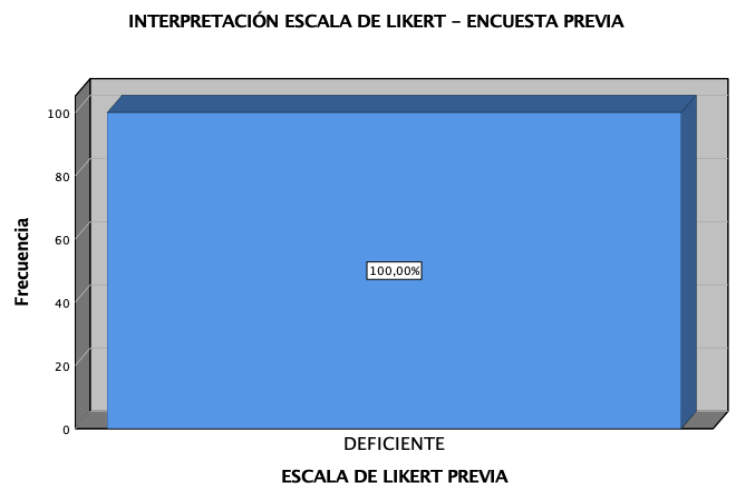 INTERPRETACIÓN ESCALA DE LIKERT – ENCUESTA PREVIA
100
80
60
40
20
0
Frecuencia
100,00%
DEFICIENTE
ESCALA DE LIKERT PREVIA